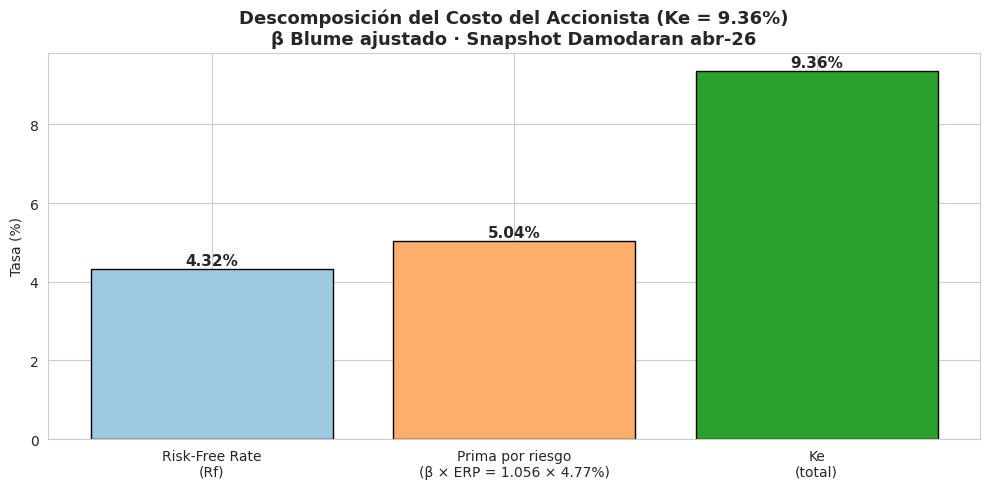 Descomposición del Costo del Accionista (Ke = 9.36%)
β Blume ajustado · Snapshot Damodaran abr-26
9.36%
8
6
5.04%
4.32%
4
2
0
Tasa (%)
Risk-Free Rate
(Rf)
Prima por riesgo
(β × ERP = 1.056 × 4.77%)
Ke
(total)